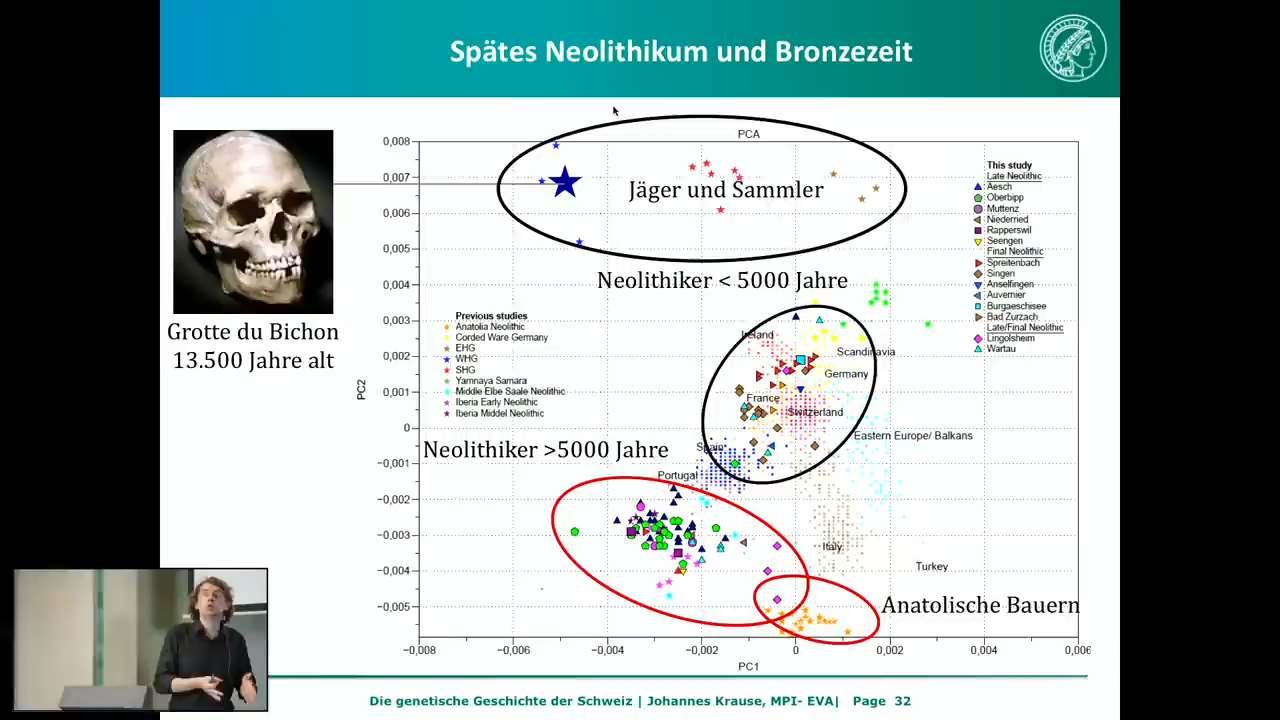 Spätes Neolithikum und Bronzezeit
Grotte du Bichon
13.500 Jahre alt
PCA
0,008
0,007
0,006
0,005
0,004
0,003
0,002
0,001
0
−0,001
−0,002
−0,003
−0,004
−0,005
PC2
Jäger und Sammler
Neolithiker < 5000 Jahre
Neolithiker >5000 Jahre
Anatolische Bauern
Previous studies
Anatolia Neolithic
Corded Ware Germany
EHG
WHG
SHG
Yamnaya Samara
Middle Elbe Saale Neolithic
Iberia Early Neolithic
Iberia Middel Neolithic
This study
Late Neolithic
Aesch
Oberbipp
Muttenz
Niederried
Rapperswil
Seengen
Final Neolithic
Spreitenbach
Singen
Anselfingen
Auvernier
Burgaeschisee
Bad Zurzach
Late/Final Neolithic
Lingolsheim
Wartau
Ireland
Scandinavia
Germany
France
Switzerland
Eastern Europe/ Balkans
Spain
Portugal
Italy
Turkey
−0,008
−0,006
−0,004
−0,002
0
0,002
0,004
0,006
PC1
Die genetische Geschichte der Schweiz | Johannes Krause, MPI- EVA| Page 32